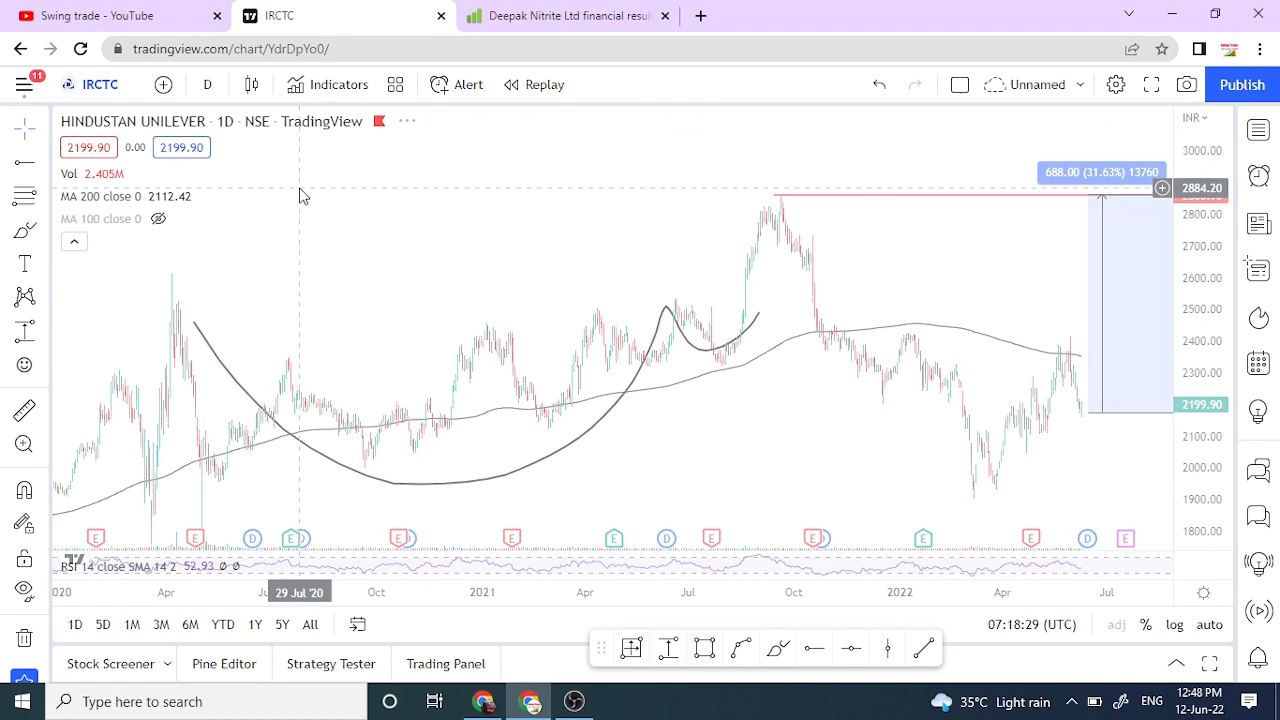 Swing trade - YouTube
IRCTC
Deepak Nitrite Ltd financial resul
tradingview.com/chart/YdrDpYo0/
11
IRCTC
D
Indicators
Alert
Replay
Unnamed
Publish
HINDUSTAN UNILEVER · 1D · NSE · TradingView
INR
2199.90
0.00
2199.90
Vol 2.405M
MA 200 close 0 2112.42
MA 100 close 0
688.00 (31.63%) 13760
3000.00
2884.20
2800.00
2700.00
2600.00
2500.00
2400.00
2300.00
2199.90
2100.00
2000.00
1900.00
1800.00
E E D E D E D E E D E E D E E D E
RSI 14 close SMA 14 2 52.93
2020 Apr Ju 29 Jul '20 Oct 2021 Apr Jul Oct 2022 Apr Jul
1D 5D 1M 3M 6M YTD 1Y 5Y All
07:18:29 (UTC)
adj % log auto
Stock Screener
Pine Editor
Strategy Tester
Trading Panel
Type here to search
35°C Light rain
ENG
12:48 PM
12-Jun-22